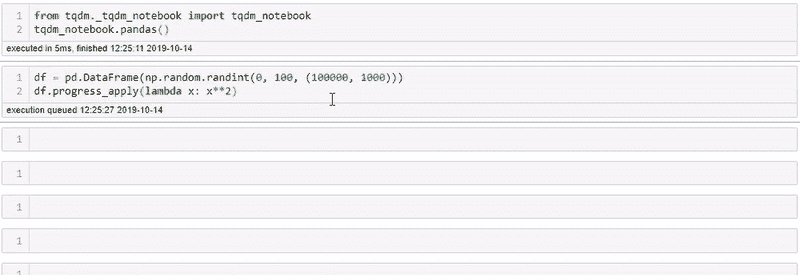 1 from tqdm._tqdm_notebook import tqdm_notebook
2 tqdm_notebook.pandas()
executed in 5ms, finished 12:25:11 2019-10-14
1 df = pd.DataFrame(np.random.randint(0, 100, (100000, 1000)))
2 df.progress_apply(lambda x: x**2)
execution queued 12:25:27 2019-10-14
1
1
1
1
1